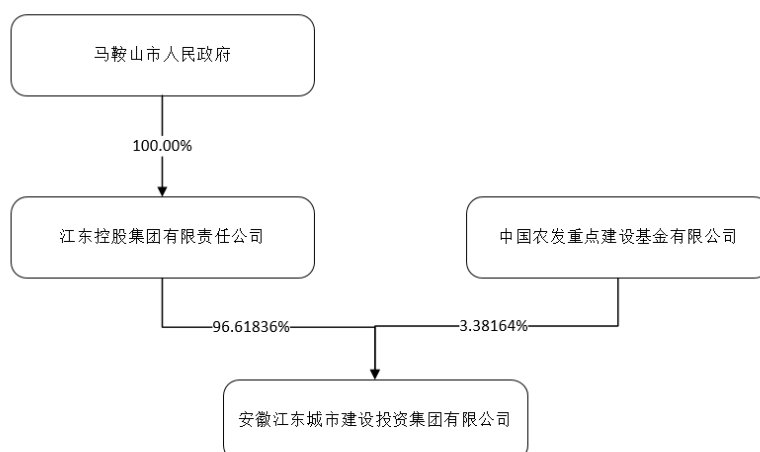 马鞍山市人民政府
100.00%
江东控股集团有限责任公司
中国农发重点建设基金有限公司
96.61836%
3.38164%
安徽江东城市建设投资集团有限公司